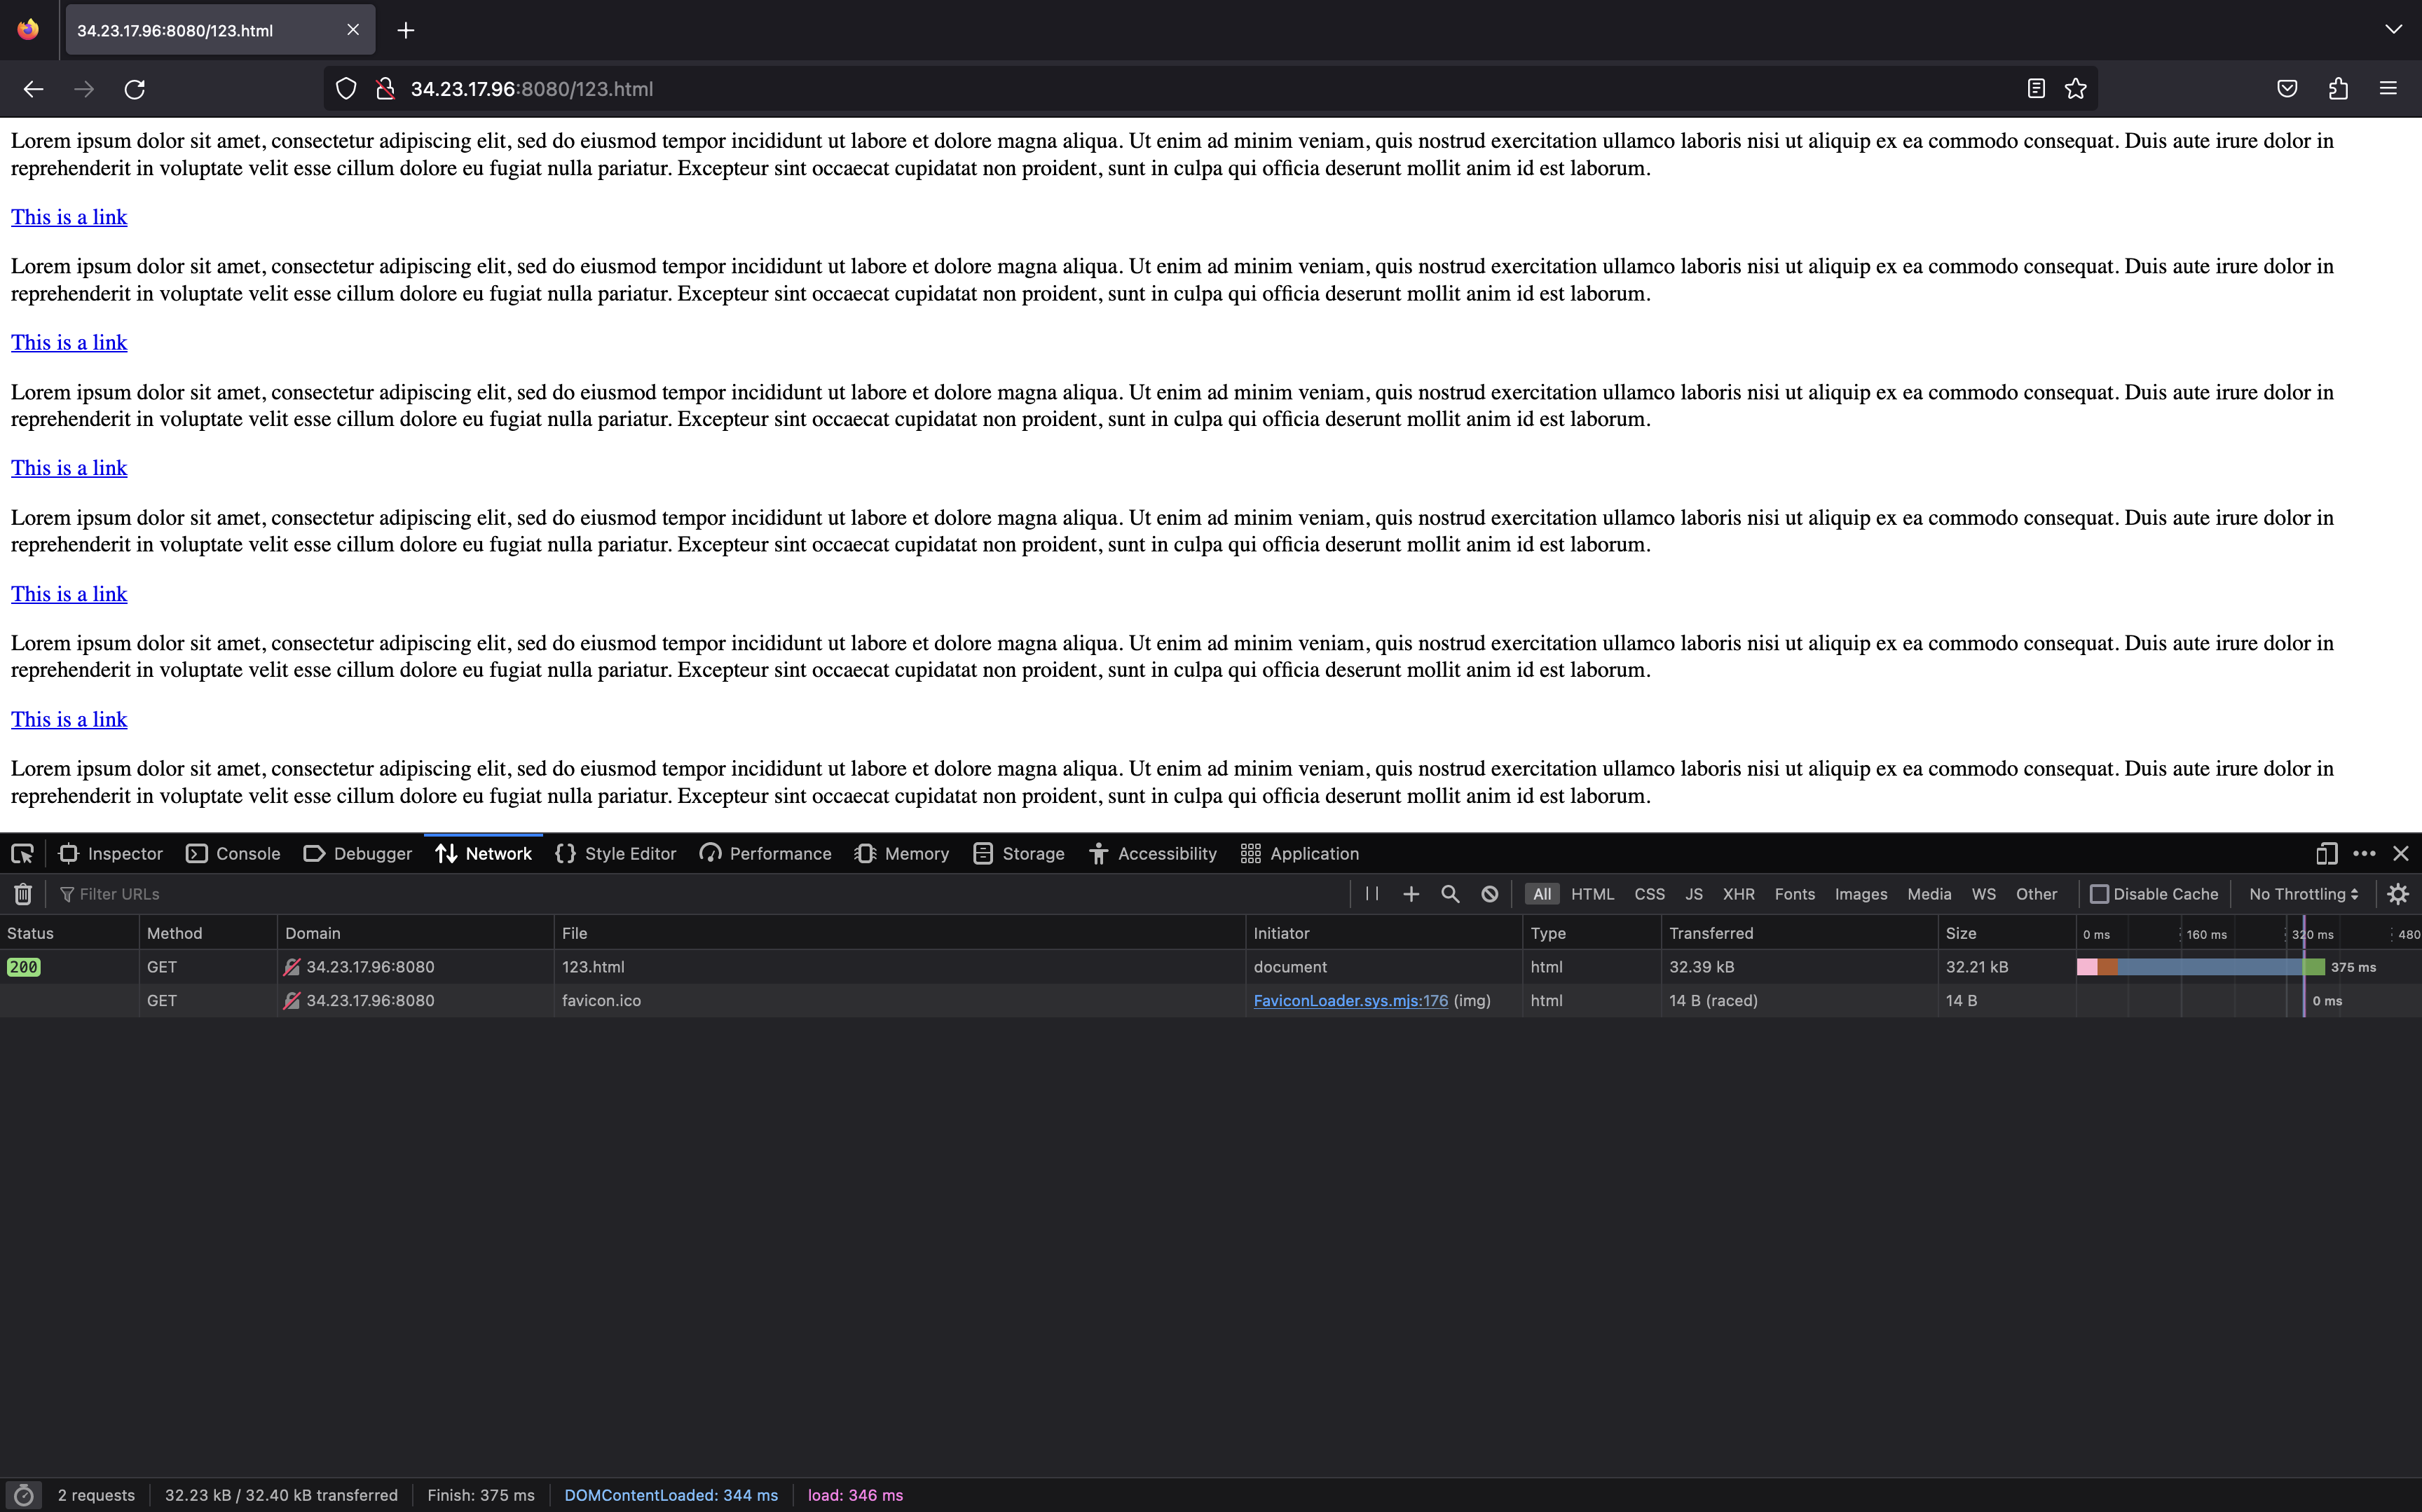 34.23.17.96:8080/123.html
34.23.17.96:8080/123.html
Lorem ipsum dolor sit amet, consectetur adipiscing elit, sed do eiusmod tempor incididunt ut labore et dolore magna aliqua. Ut enim ad minim veniam, quis nostrud exercitation ullamco laboris nisi ut aliquip ex ea commodo consequat. Duis aute irure dolor in
reprehenderit in voluptate velit esse cillum dolore eu fugiat nulla pariatur. Excepteur sint occaecat cupidatat non proident, sunt in culpa qui officia deserunt mollit anim id est laborum.
This is a link
Lorem ipsum dolor sit amet, consectetur adipiscing elit, sed do eiusmod tempor incididunt ut labore et dolore magna aliqua. Ut enim ad minim veniam, quis nostrud exercitation ullamco laboris nisi ut aliquip ex ea commodo consequat. Duis aute irure dolor in
reprehenderit in voluptate velit esse cillum dolore eu fugiat nulla pariatur. Excepteur sint occaecat cupidatat non proident, sunt in culpa qui officia deserunt mollit anim id est laborum.
This is a link
Lorem ipsum dolor sit amet, consectetur adipiscing elit, sed do eiusmod tempor incididunt ut labore et dolore magna aliqua. Ut enim ad minim veniam, quis nostrud exercitation ullamco laboris nisi ut aliquip ex ea commodo consequat. Duis aute irure dolor in
reprehenderit in voluptate velit esse cillum dolore eu fugiat nulla pariatur. Excepteur sint occaecat cupidatat non proident, sunt in culpa qui officia deserunt mollit anim id est laborum.
This is a link
Lorem ipsum dolor sit amet, consectetur adipiscing elit, sed do eiusmod tempor incididunt ut labore et dolore magna aliqua. Ut enim ad minim veniam, quis nostrud exercitation ullamco laboris nisi ut aliquip ex ea commodo consequat. Duis aute irure dolor in
reprehenderit in voluptate velit esse cillum dolore eu fugiat nulla pariatur. Excepteur sint occaecat cupidatat non proident, sunt in culpa qui officia deserunt mollit anim id est laborum.
This is a link
Lorem ipsum dolor sit amet, consectetur adipiscing elit, sed do eiusmod tempor incididunt ut labore et dolore magna aliqua. Ut enim ad minim veniam, quis nostrud exercitation ullamco laboris nisi ut aliquip ex ea commodo consequat. Duis aute irure dolor in
reprehenderit in voluptate velit esse cillum dolore eu fugiat nulla pariatur. Excepteur sint occaecat cupidatat non proident, sunt in culpa qui officia deserunt mollit anim id est laborum.
This is a link
Lorem ipsum dolor sit amet, consectetur adipiscing elit, sed do eiusmod tempor incididunt ut labore et dolore magna aliqua. Ut enim ad minim veniam, quis nostrud exercitation ullamco laboris nisi ut aliquip ex ea commodo consequat. Duis aute irure dolor in
reprehenderit in voluptate velit esse cillum dolore eu fugiat nulla pariatur. Excepteur sint occaecat cupidatat non proident, sunt in culpa qui officia deserunt mollit anim id est laborum.
Inspector Console Debugger Network Style Editor Performance Memory Storage Accessibility Application
Filter URLs All HTML CSS JS XHR Fonts Images Media WS Other Disable Cache No Throttling
Status Method Domain File Initiator Type Transferred Size 0 ms 160 ms 320 ms 480
200 GET 34.23.17.96:8080 123.html document html 32.39 kB 32.21 kB 375 ms
GET 34.23.17.96:8080 favicon.ico FaviconLoader.sys.mjs:176 (img) html 14 B (raced) 14 B 0 ms
2 requests 32.23 kB / 32.40 kB transferred Finish: 375 ms DOMContentLoaded: 344 ms load: 346 ms